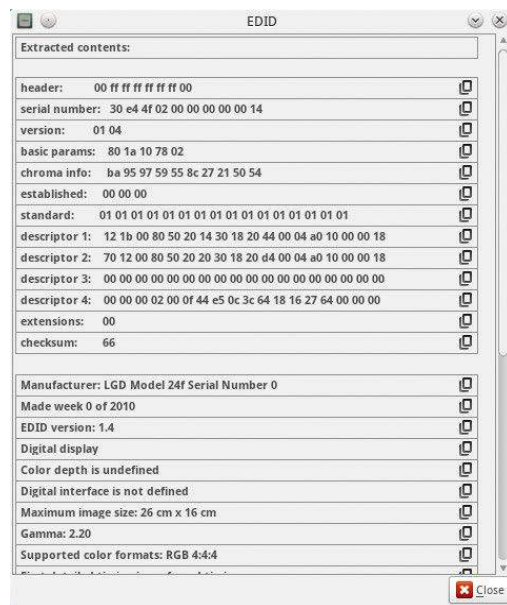 EDID
Extracted contents:
header: 00 ff ff ff ff ff ff 00
serial number: 30 e4 4f 02 00 00 00 00 00 14
version: 01 04
basic params: 80 1a 10 78 02
chroma info: ba 95 97 59 55 8c 27 21 50 54
established: 00 00 00
standard: 01 01 01 01 01 01 01 01 01 01 01 01 01 01 01 01
descriptor 1: 12 1b 00 80 50 20 14 30 18 20 44 00 04 a0 10 00 00 18
descriptor 2: 70 12 00 80 50 20 20 30 18 20 d4 00 04 a0 10 00 00 18
descriptor 3: 00 00 00 00 00 00 00 00 00 00 00 00 00 00 00 00 00 00
descriptor 4: 00 00 00 02 00 0f 44 e5 0c 3c 64 18 16 27 64 00 00 00
extensions: 00
checksum: 66
Manufacturer: LGD Model 24f Serial Number 0
Made week 0 of 2010
EDID version: 1.4
Digital display
Color depth is undefined
Digital interface is not defined
Maximum image size: 26 cm x 16 cm
Gamma: 2.20
Supported color formats: RGB 4:4:4
Close